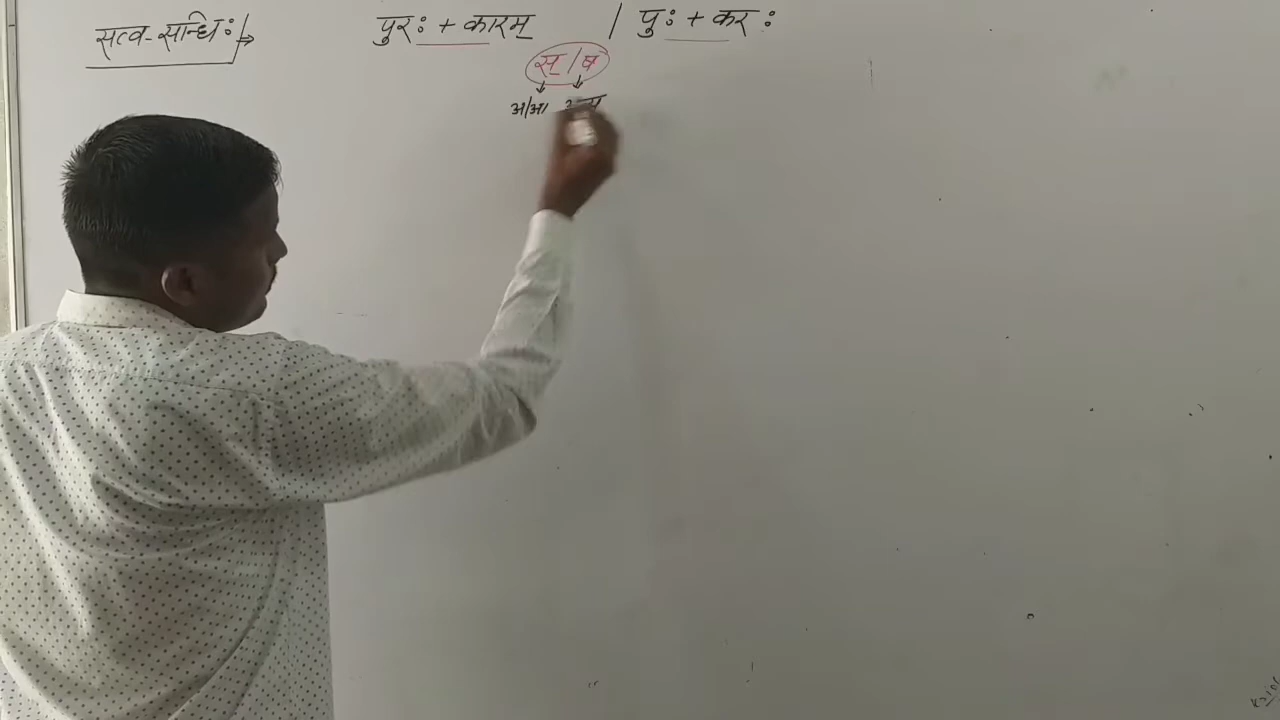 सत्व-सन्धिः → पुरः + कारम् / पुः + करः
स् / ष्
अ/आ